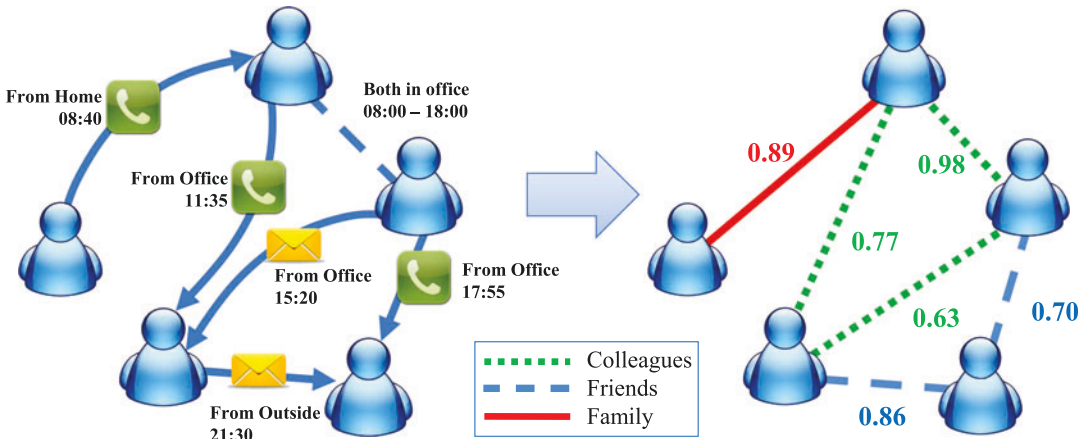 From Home
08:40
Both in office
08:00 – 18:00
From Office
11:35
From Office
15:20
From Office
17:55
From Outside
21:30
0.89
0.98
0.77
0.63
0.70
0.86
Colleagues
Friends
Family